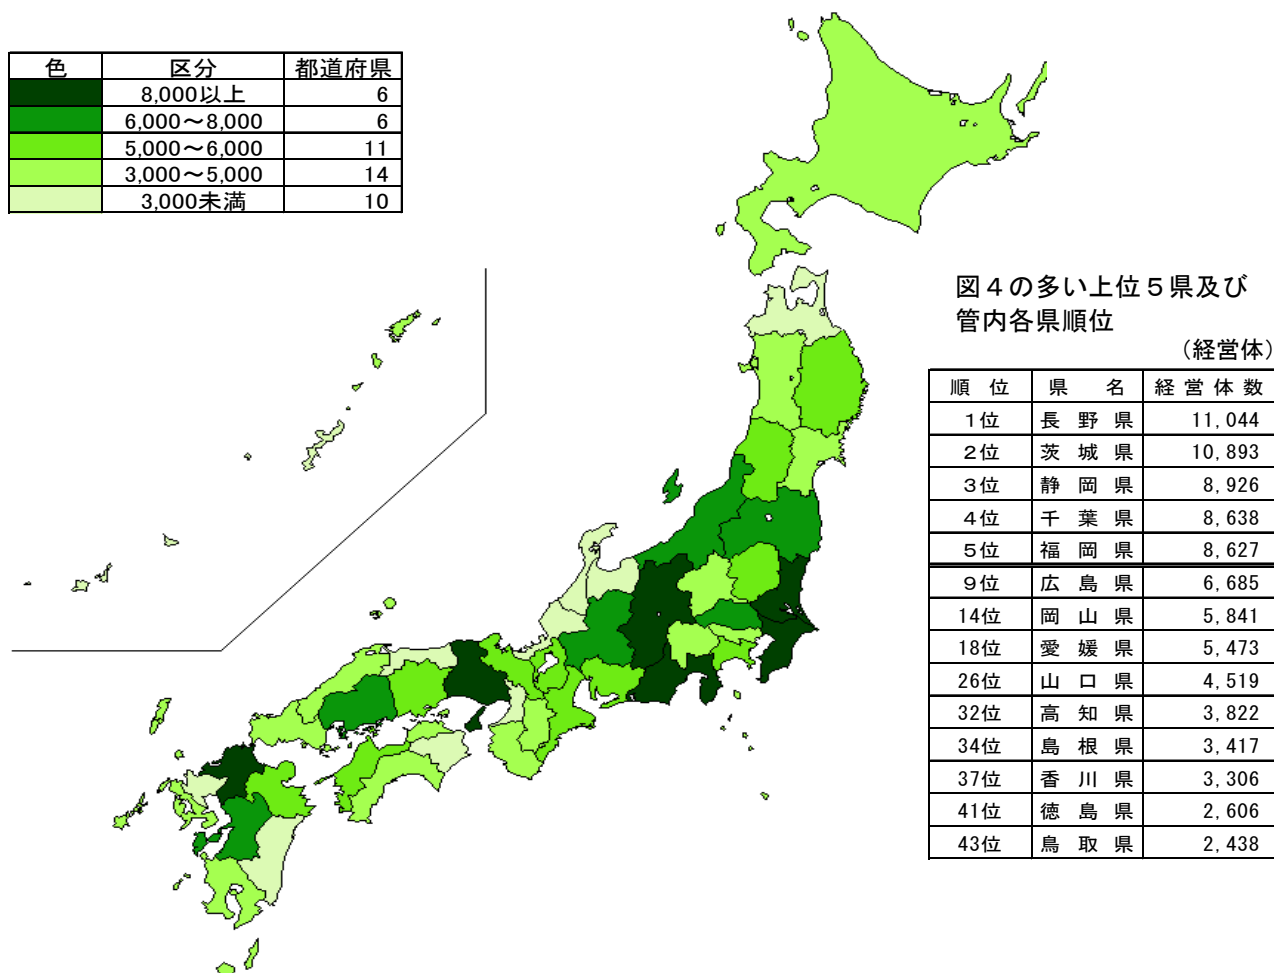 色 区分 都道府県
8,000以上 6
6,000～8,000 6
5,000～6,000 11
3,000～5,000 14
3,000未満 10
図４の多い上位５県及び
管内各県順位
（経営体）
順位 県名 経営体数
1位 長野県 11,044
2位 茨城県 10,893
3位 静岡県 8,926
4位 千葉県 8,638
5位 福岡県 8,627
9位 広島県 6,685
14位 岡山県 5,841
18位 愛媛県 5,473
26位 山口県 4,519
32位 高知県 3,822
34位 島根県 3,417
37位 香川県 3,306
41位 徳島県 2,606
43位 鳥取県 2,438